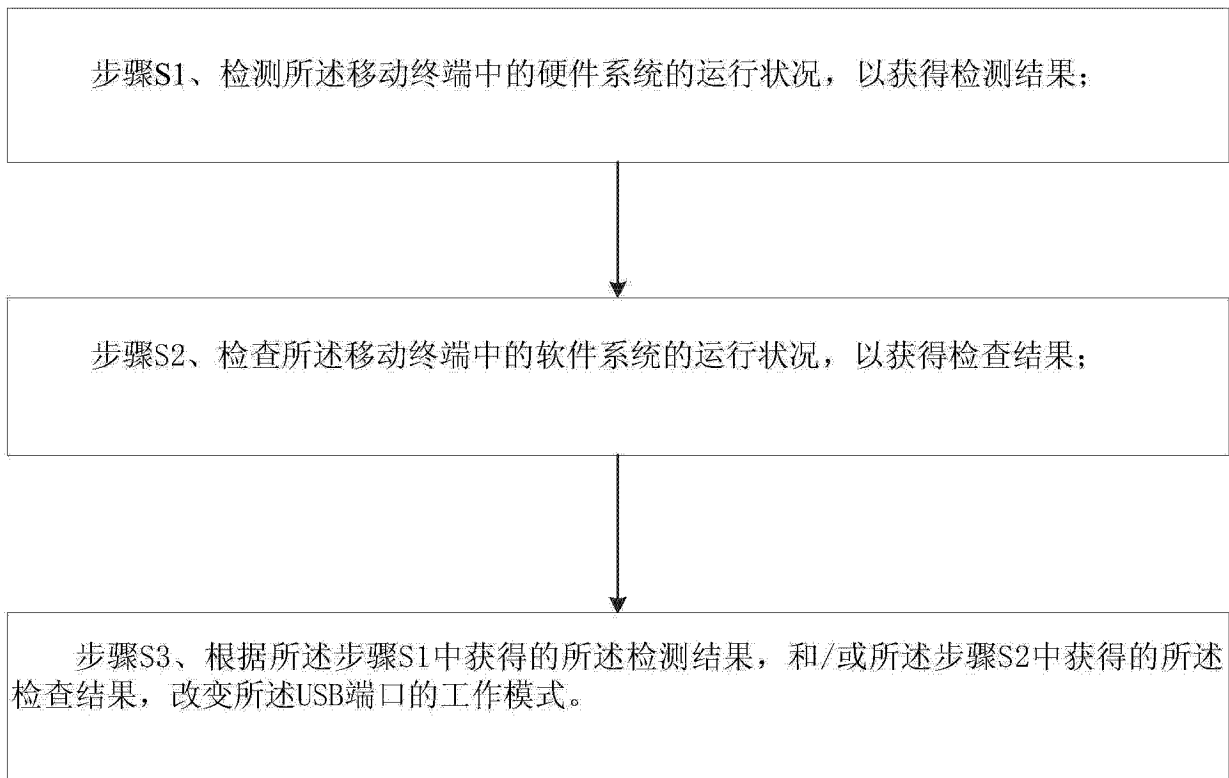 步骤S1、检测所述移动终端中的硬件系统的运行状况，以获得检测结果；
步骤S2、检查所述移动终端中的软件系统的运行状况，以获得检查结果；
步骤S3、根据所述步骤S1中获得的所述检测结果，和/或所述步骤S2中获得的所述
检查结果，改变所述USB端口的工作模式。